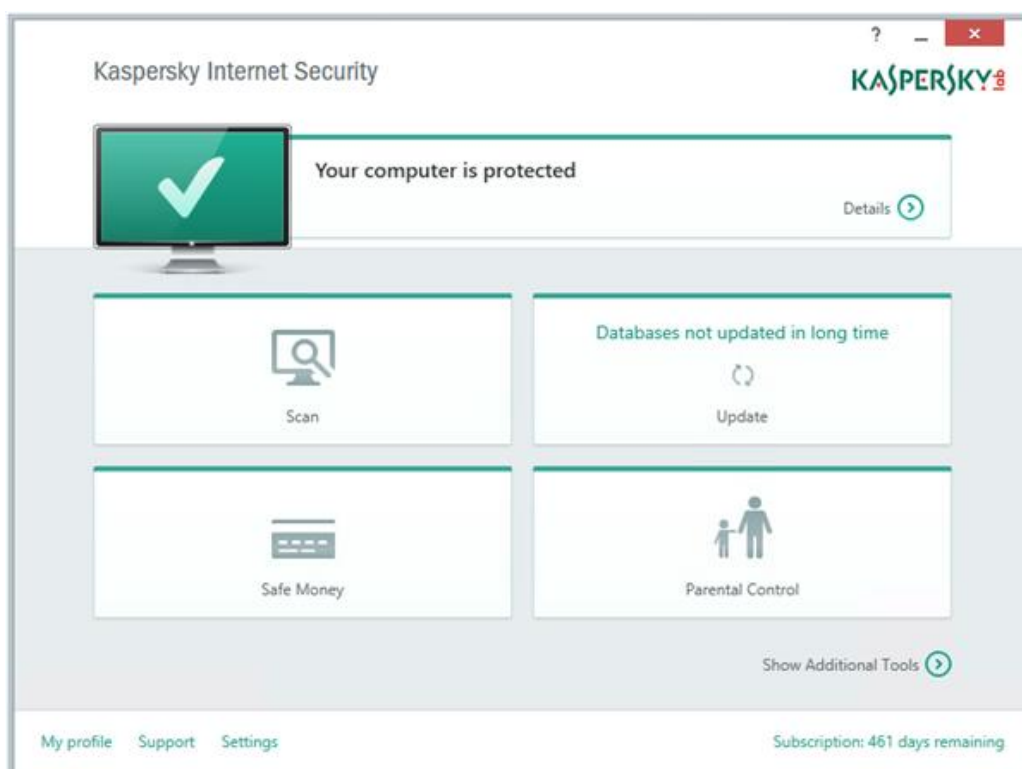 ?
Kaspersky Internet Security
KASPERSKY lab
Your computer is protected
Details
Scan
Databases not updated in long time
Update
Safe Money
Parental Control
Show Additional Tools
My profile Support Settings Subscription: 461 days remaining